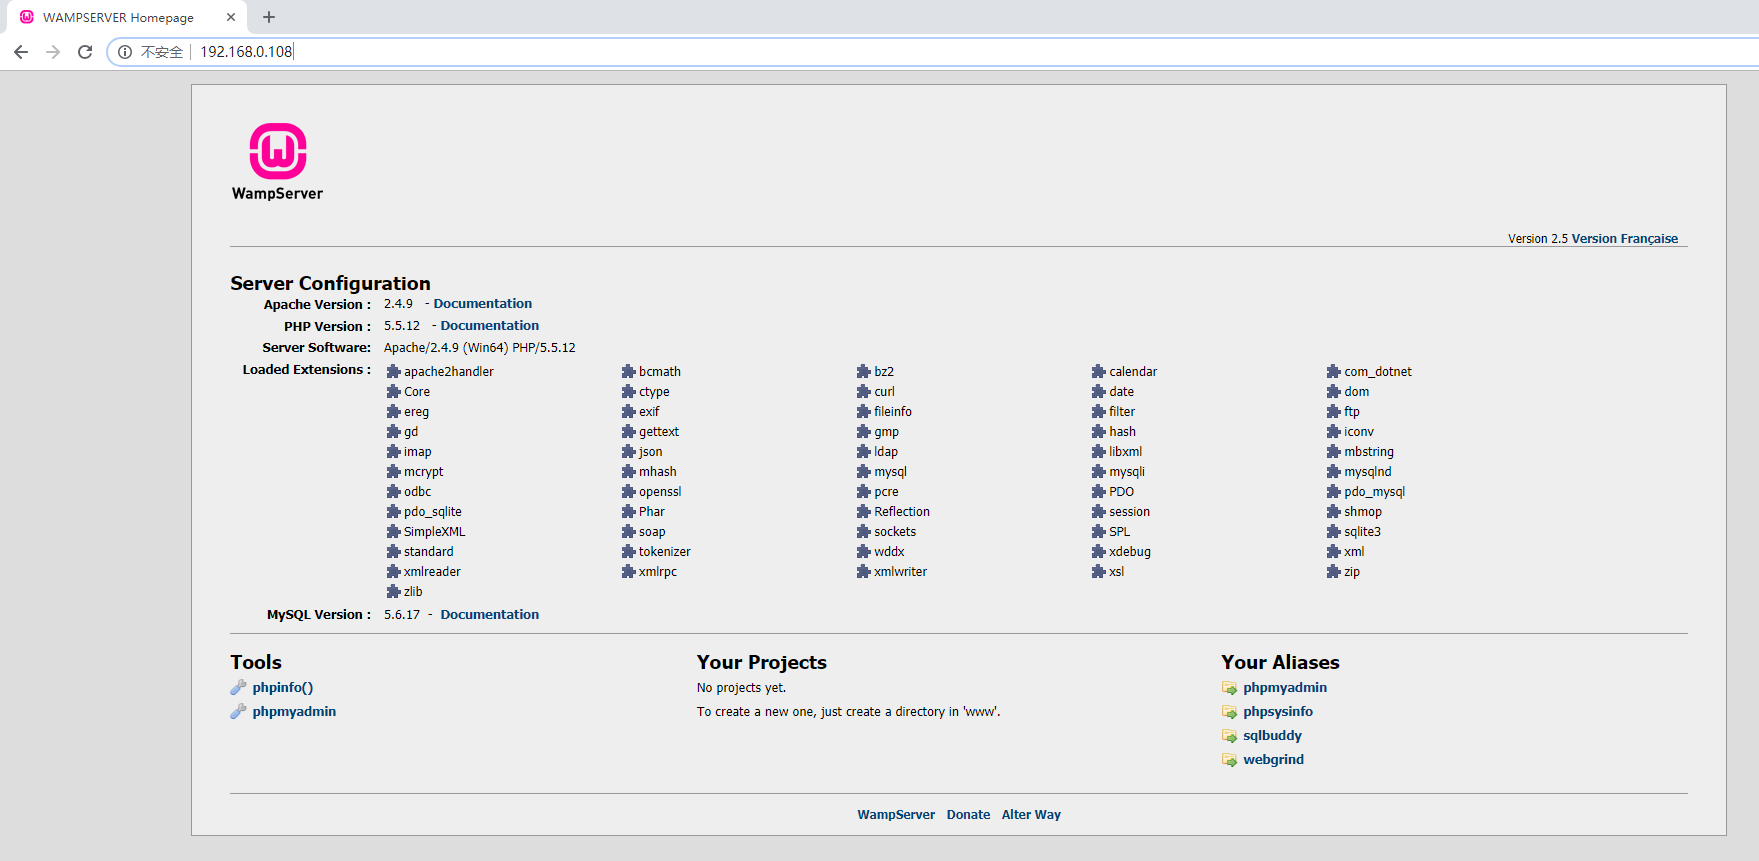 WAMPSERVER Homepage
不安全 192.168.0.108
WampServer
Version 2.5 Version Française
Server Configuration
Apache Version : 2.4.9 - Documentation
PHP Version : 5.5.12 - Documentation
Server Software: Apache/2.4.9 (Win64) PHP/5.5.12
Loaded Extensions : apache2handler bcmath bz2 calendar com_dotnet
Core ctype curl date dom
ereg exif fileinfo filter ftp
gd gettext gmp hash iconv
imap json ldap libxml mbstring
mcrypt mhash mysql mysqli mysqlnd
odbc openssl pcre PDO pdo_mysql
pdo_sqlite Phar Reflection session shmop
SimpleXML soap sockets SPL sqlite3
standard tokenizer wddx xdebug xml
xmlreader xmlrpc xmlwriter xsl zip
zlib
MySQL Version : 5.6.17 - Documentation
Tools
phpinfo()
phpmyadmin
Your Projects
No projects yet.
To create a new one, just create a directory in 'www'.
Your Aliases
phpmyadmin
phpsysinfo
sqlbuddy
webgrind
WampServer Donate Alter Way